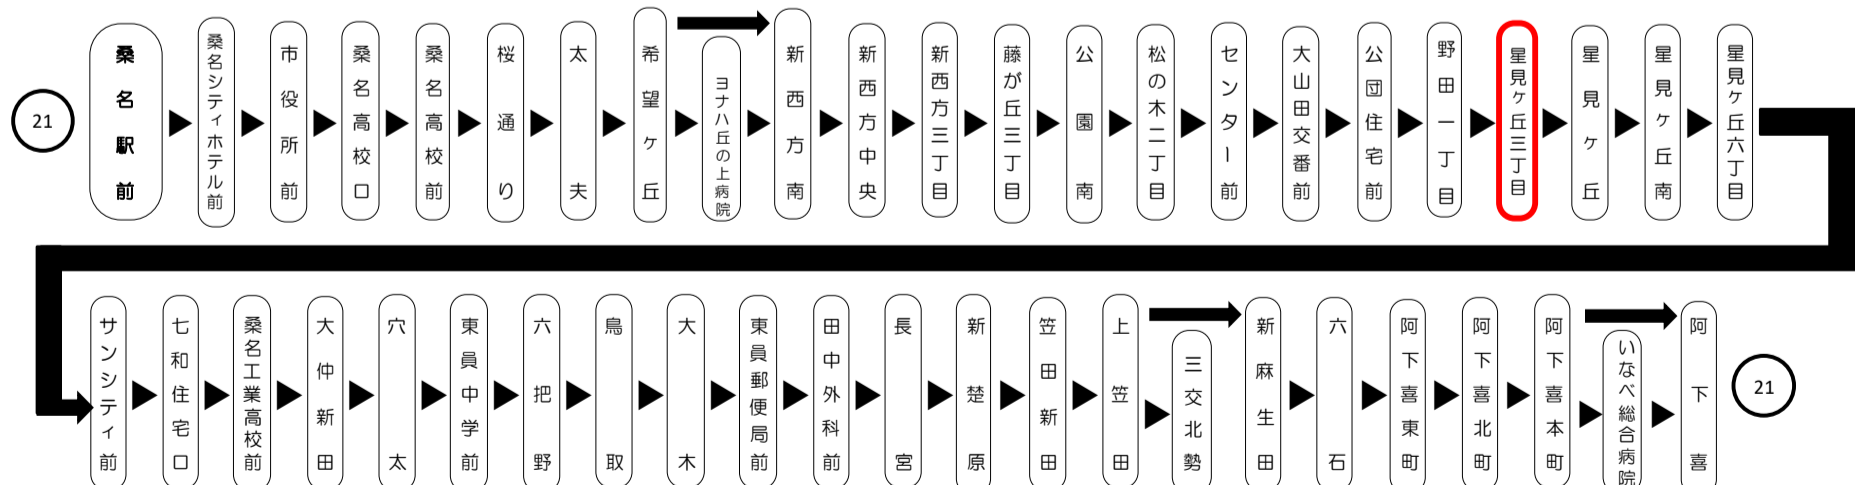 21
桑名駅前
桑名シティホテル前
市役所前
桑名高校口
桑名高校前
桜通り
太夫
希望ヶ丘
ヨナハ丘の上病院
新西方南
新西方中央
新西方三丁目
藤が丘三丁目
公園南
松の木二丁目
センター前
大山田交番前
公団住宅前
野田一丁目
星見ヶ丘三丁目
星見ヶ丘
星見ヶ丘南
星見ヶ丘六丁目
サンシティ前
七和住宅口
桑名工業高校前
大仲新田
穴太
東員中学前
六把野
鳥取
大木
東員郵便局前
田中外科前
長宮
新楚原
笠田新田
上笠田
三交北勢
新麻生田
六石
阿下喜東町
阿下喜北町
阿下喜本町
いなべ総合病院
阿下喜
21